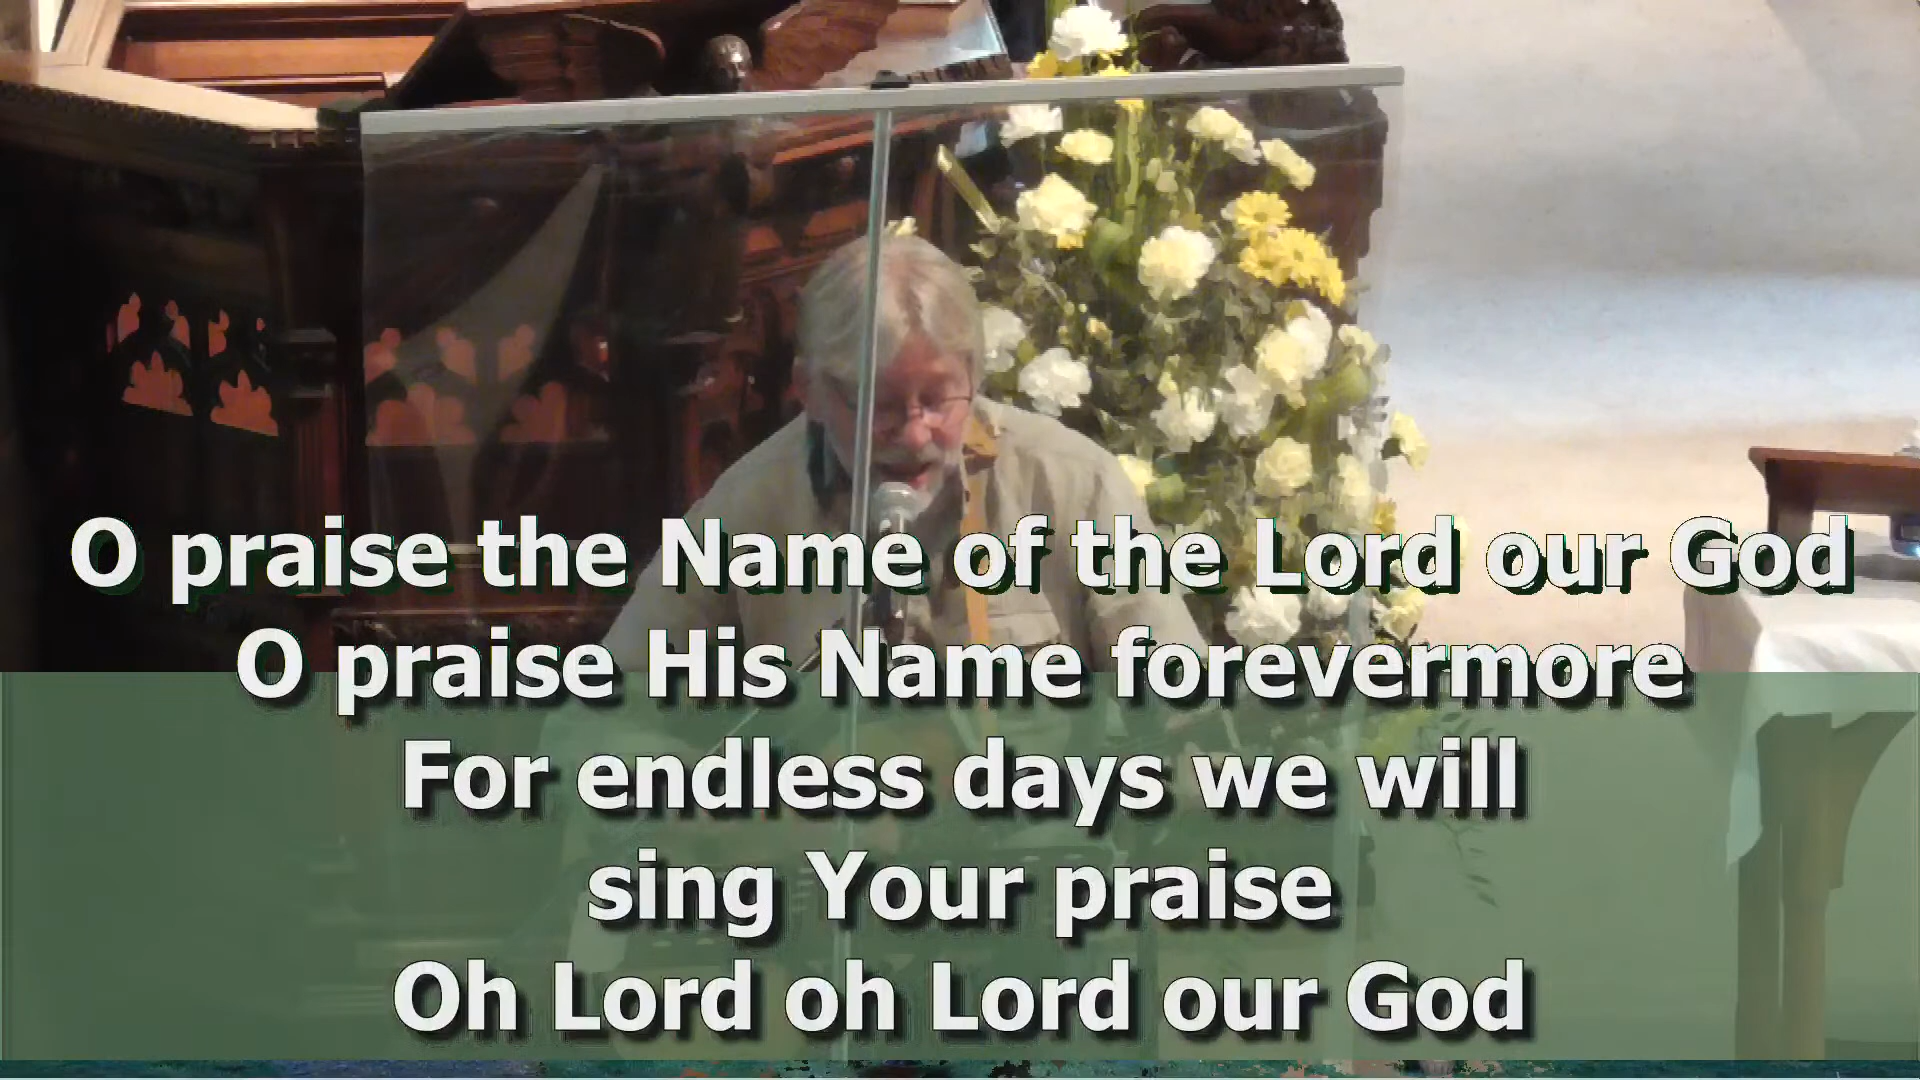 O praise the Name of the Lord our God
O praise His Name forevermore
For endless days we will
sing Your praise
Oh Lord oh Lord our God